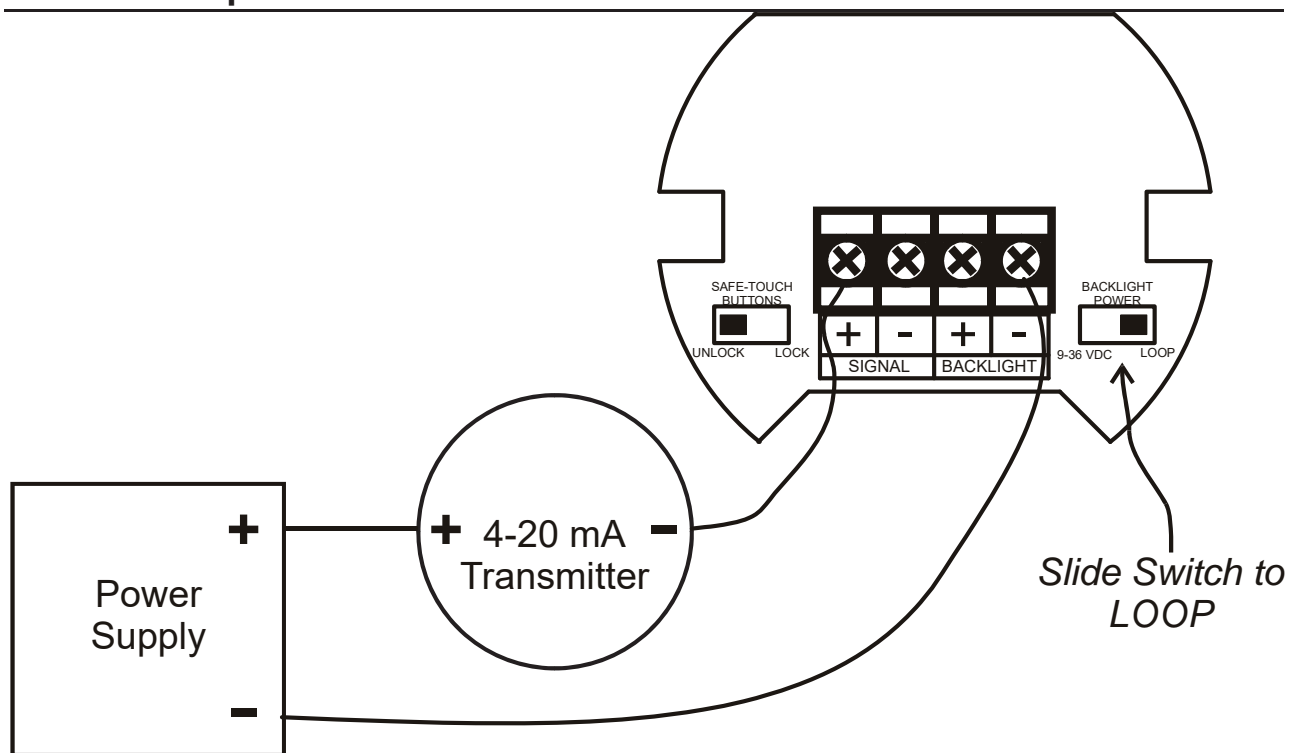 SAFE-TOUCH
BUTTONS
UNLOCK LOCK
+ - + -
SIGNAL BACKLIGHT
BACKLIGHT
POWER
9-36 VDC LOOP
+
Power
Supply
-
+ 4-20 mA -
Transmitter
Slide Switch to
LOOP